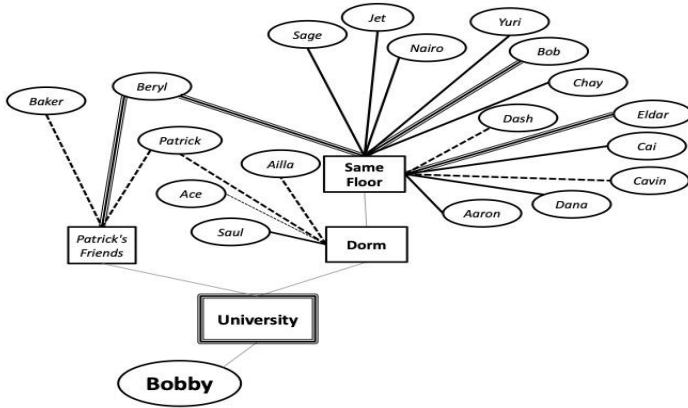 Jet
Yuri
Sage
Nairo
Bob
Chay
Beryl
Baker
Eldar
Dash
Patrick
Ailla
Cai
Same
Floor
Cavin
Ace
Dana
Aaron
Saul
Patrick's
Friends
Dorm
University
Bobby